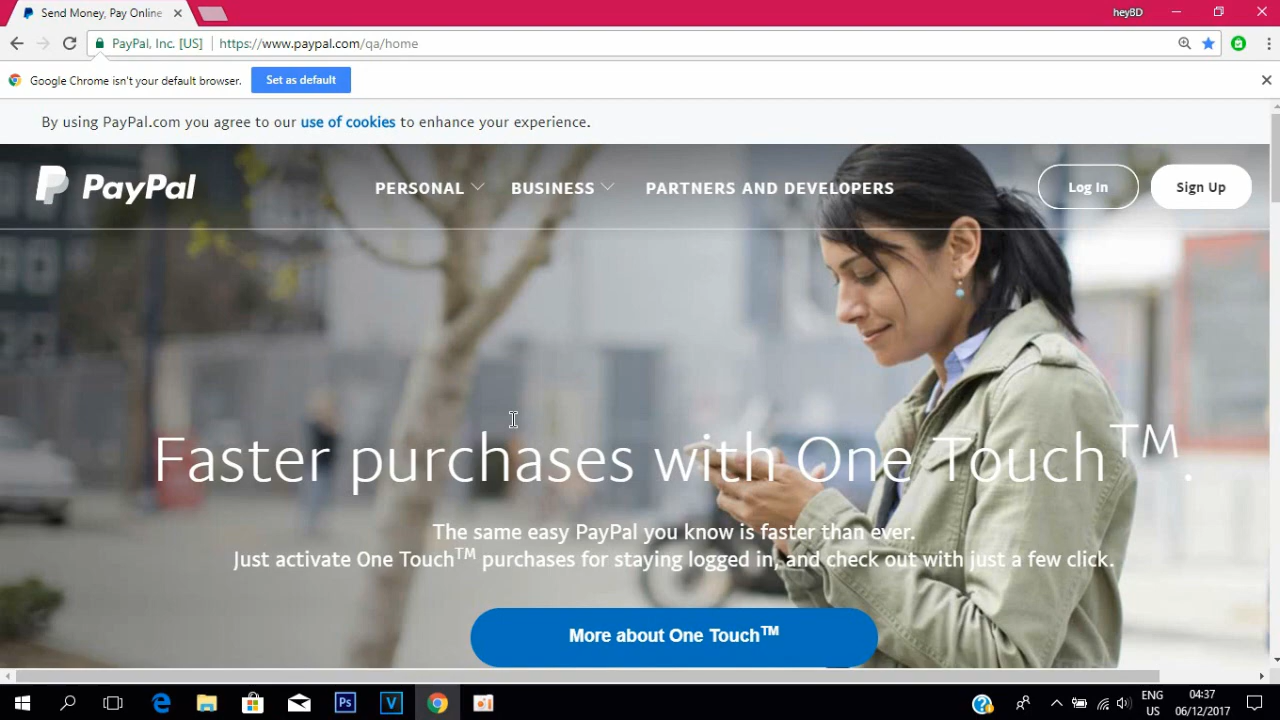 Send Money, Pay Online
heyBD
PayPal, Inc. [US]
https://www.paypal.com/qa/home
Google Chrome isn't your default browser.
Set as default
By using PayPal.com you agree to our use of cookies to enhance your experience.
PayPal
PERSONAL
BUSINESS
PARTNERS AND DEVELOPERS
Log In
Sign Up
Faster purchases with One Touch™.
The same easy PayPal you know is faster than ever.
Just activate One Touch™ purchases for staying logged in, and check out with just a few click.
More about One Touch™
Ps
V
ENG
US
04:37
06/12/2017